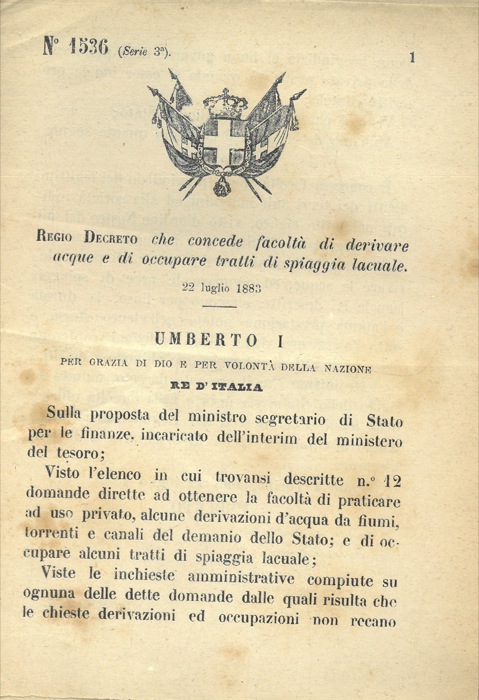 N° 1536 (Serie 3ª).
1
REGIO DECRETO che concede facoltà di derivare
acque e di occupare tratti di spiaggia lacuale.
22 luglio 1883
UMBERTO I
PER GRAZIA DI DIO E PER VOLONTÀ DELLA NAZIONE
RE D'ITALIA
Sulla proposta del ministro segretario di Stato
per le finanze, incaricato dell'interim del ministero
del tesoro;
Visto l'elenco in cui trovansi descritte n.° 12
domande dirette ad ottenere la facoltà di praticare
ad uso privato, alcune derivazioni d'acqua da fiumi,
torrenti e canali del demanio dello Stato; e di oc-
cupare alcuni tratti di spiaggia lacuale;
Viste le inchieste amministrative compiute su
ognuna delle dette domande dalle quali risulta che
le chieste derivazioni ed occupazioni non recano